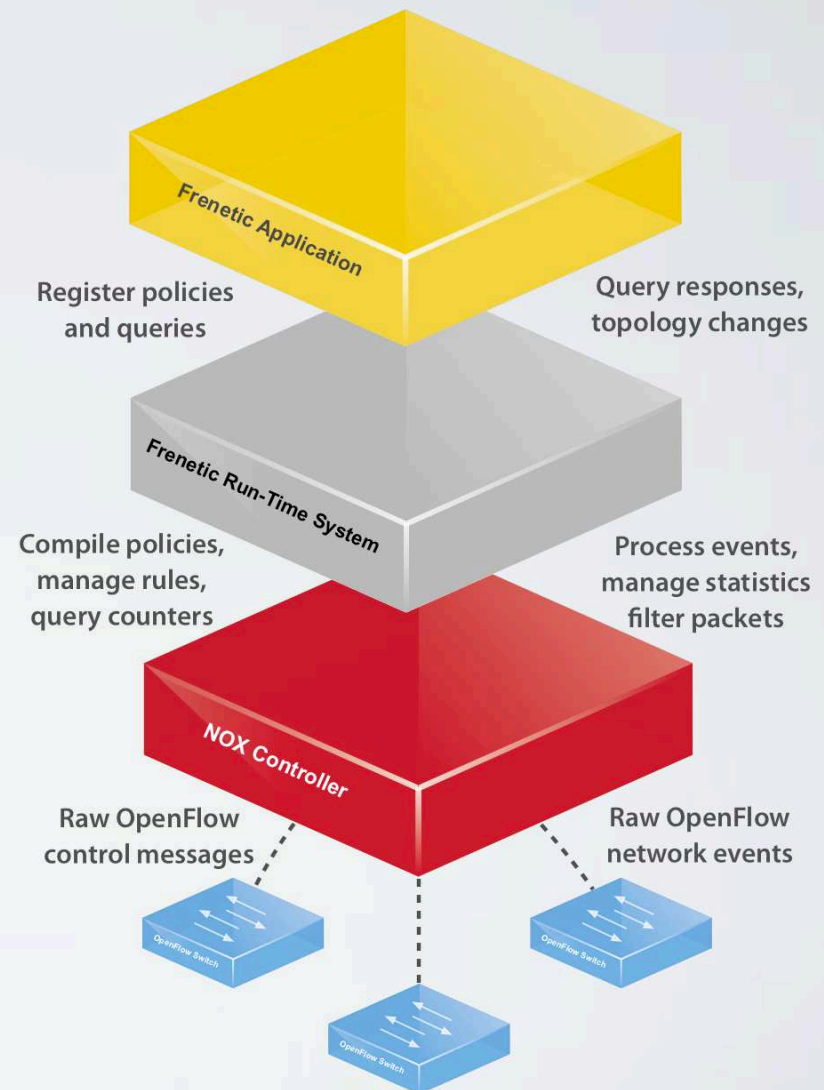 Frenetic Application
Register policies
and queries
Query responses,
topology changes
Frenetic Run-Time System
Compile policies,
manage rules,
query counters
Process events,
manage statistics
filter packets
NOX Controller
Raw OpenFlow
control messages
Raw OpenFlow
network events
OpenFlow Switch
OpenFlow Switch
OpenFlow Switch